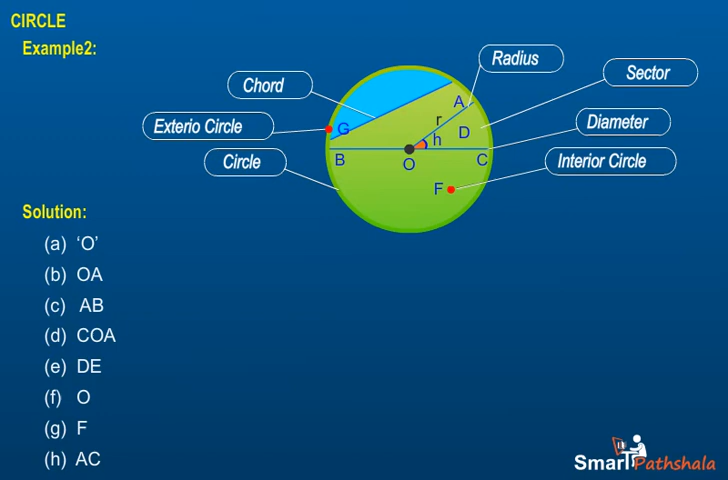 CIRCLE
Example2:
Radius
Sector
Chord
Exterio Circle
Diameter
Circle
Interior Circle
A
r
D
G
h
B
O
C
F
Solution:
(a) ‘O’
(b) OA
(c) AB
(d) COA
(e) DE
(f) O
(g) F
(h) AC
SmartPathshala